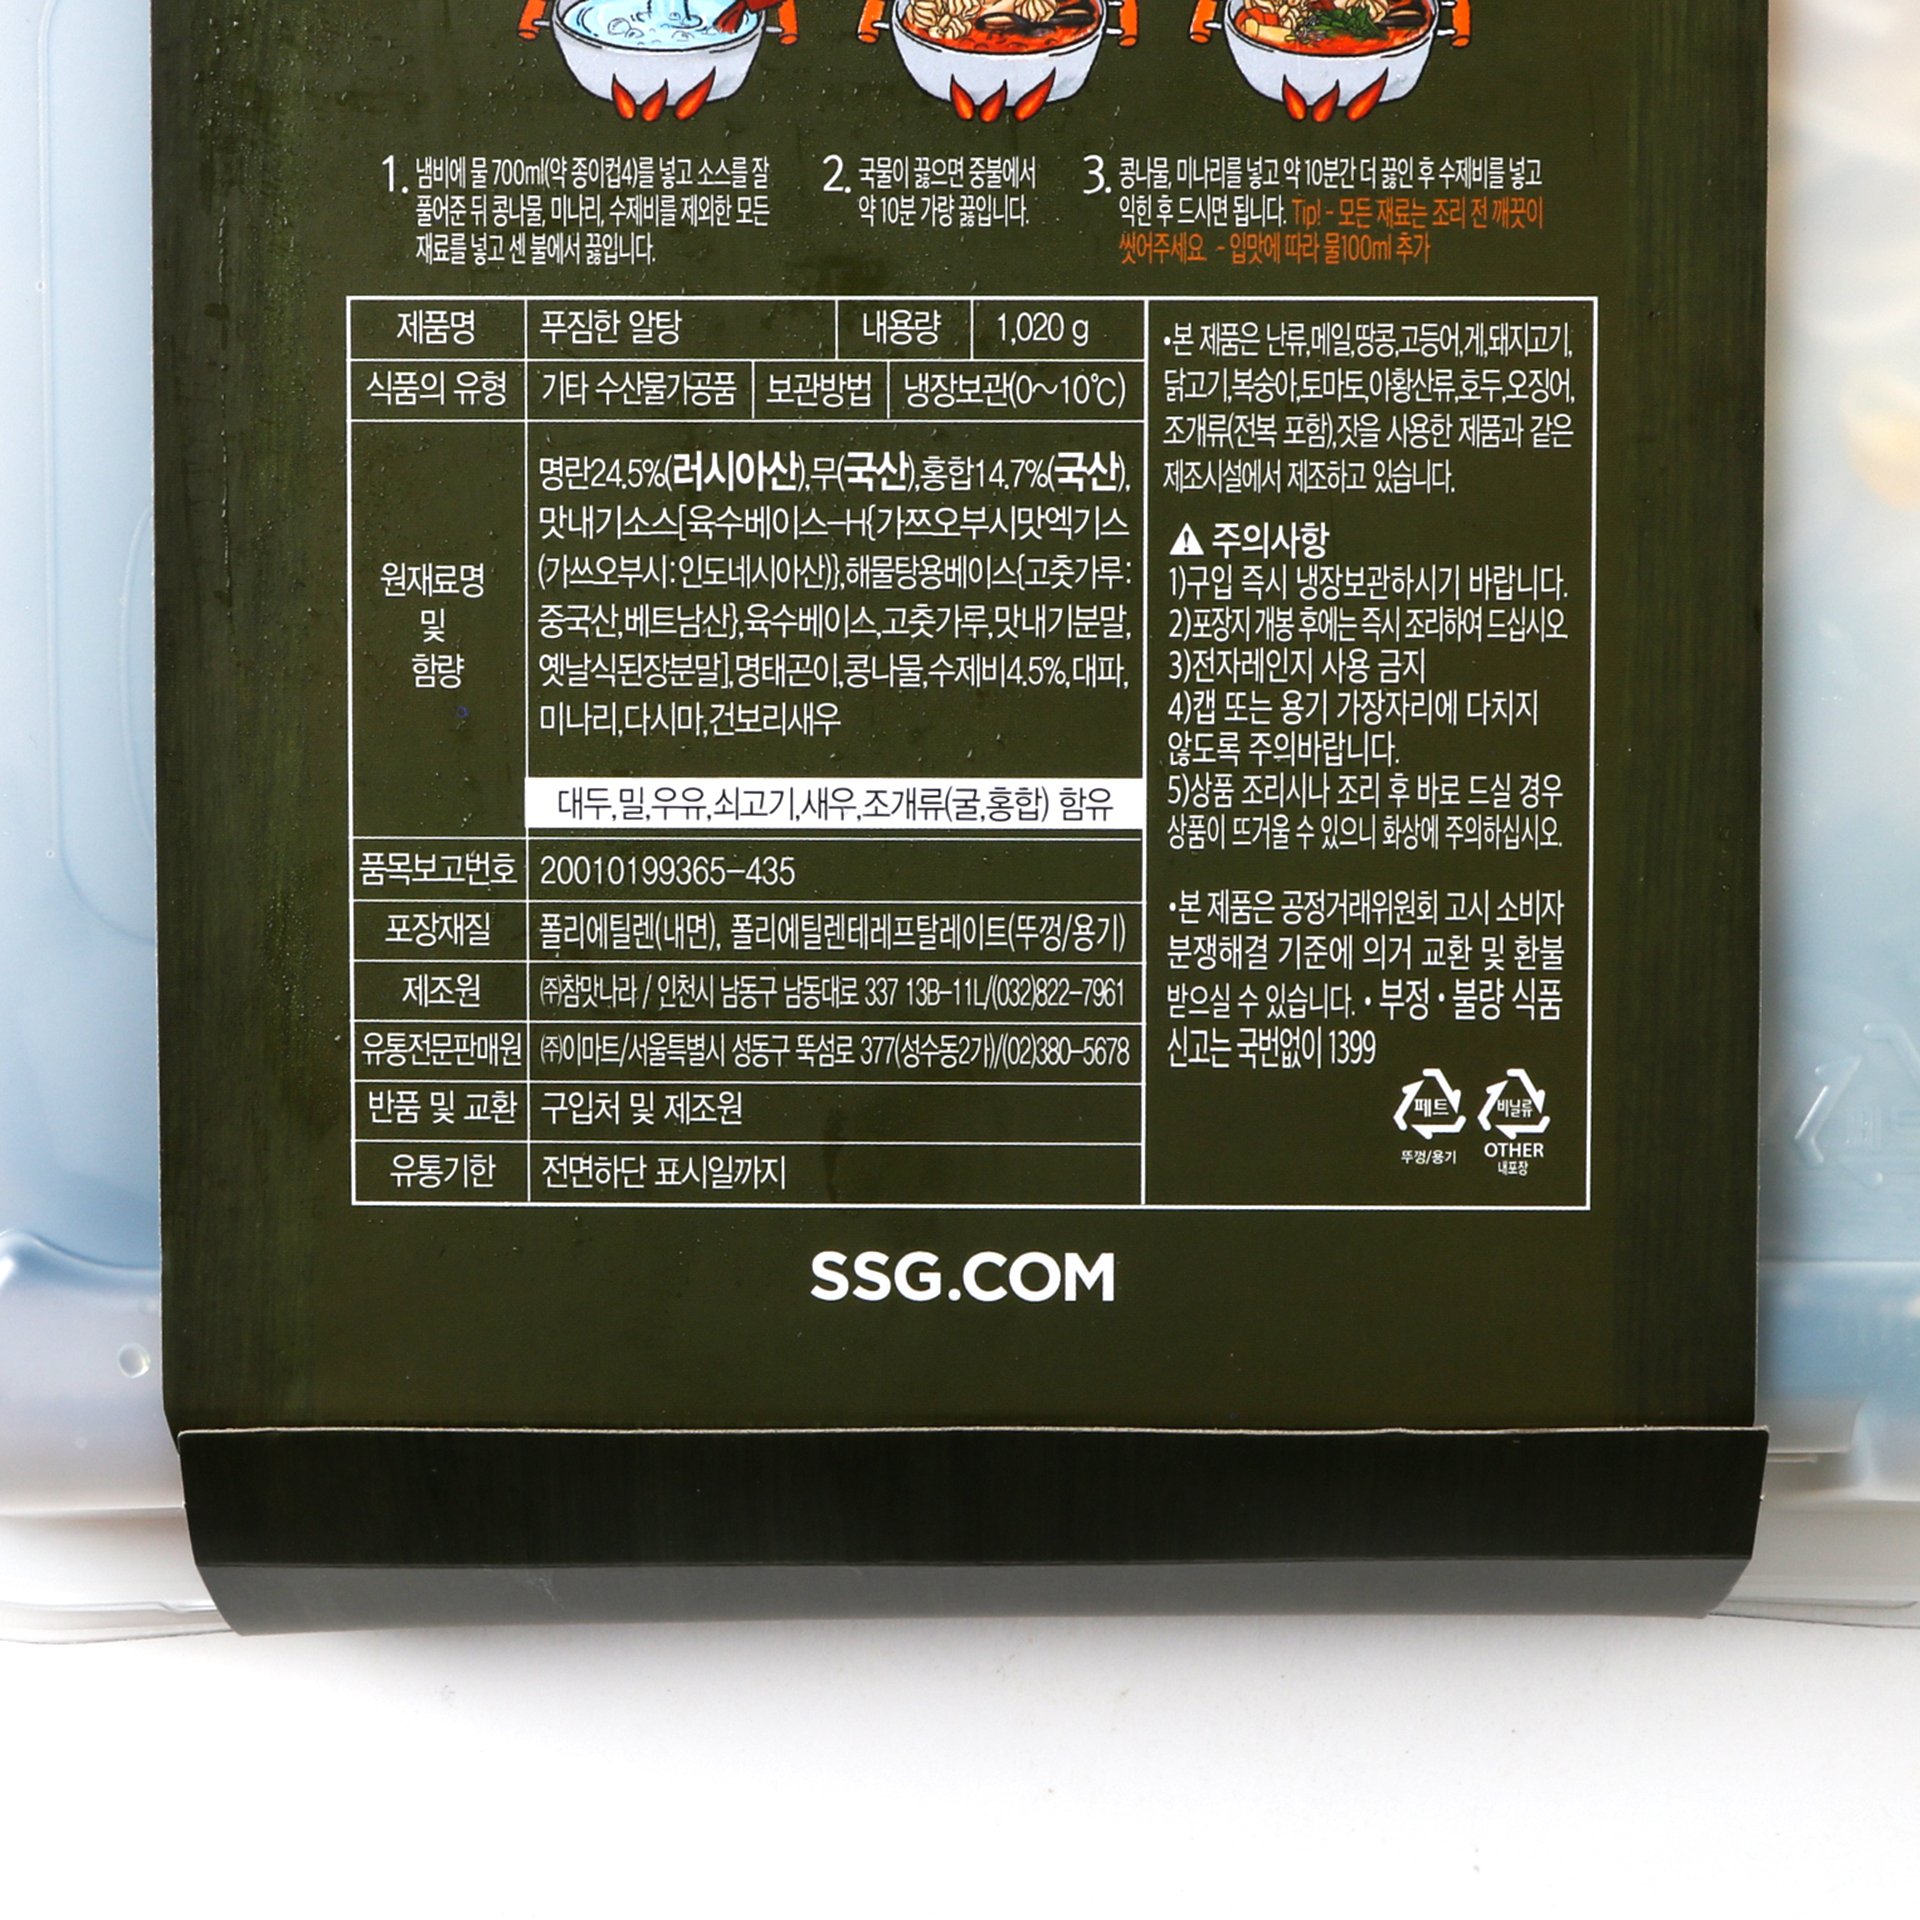 1. 냄비에 물 700ml(약 종이컵4)를 넣고 소스를 잘
풀어준 뒤 콩나물, 미나리, 수제비를 제외한 모든
재료를 넣고 센 불에서 끓입니다.
2. 국물이 끓으면 중불에서
약 10분 가량 끓입니다.
3. 콩나물, 미나리를 넣고 약 10분간 더 끓인 후 수제비를 넣고
익힌 후 드시면 됩니다. Tip! - 모든 재료는 조리 전 깨끗이
씻어주세요. - 입맛에 따라 물100ml 추가
제품명 푸짐한 알탕 내용량 1,020 g
식품의 유형 기타 수산물가공품 보관방법 냉장보관(0~10℃)
원재료명
및
함량
명란24.5%(러시아산),무(국산),홍합14.7%(국산),
맛내기소스[육수베이스-H{가쯔오부시맛엑기스
(가쓰오부시:인도네시아산)},해물탕용베이스{고춧가루:
중국산,베트남산},육수베이스,고춧가루,맛내기분말,
옛날식된장분말],명태곤이,콩나물,수제비4.5%,대파,
미나리,다시마,건보리새우
대두,밀,우유,쇠고기,새우,조개류(굴,홍합) 함유
품목보고번호 20010199365-435
포장재질 폴리에틸렌(내면), 폴리에틸렌테레프탈레이트(뚜껑/용기)
제조원 ㈜참맛나라 / 인천시 남동구 남동대로 337 13B-11L/(032)822-7961
유통전문판매원 ㈜이마트/서울특별시 성동구 뚝섬로 377(성수동2가)/(02)380-5678
반품 및 교환 구입처 및 제조원
유통기한 전면하단 표시일까지
•본 제품은 난류,메밀,땅콩,고등어,게,돼지고기,
닭고기,복숭아,토마토,아황산류,호두,오징어,
조개류(전복 포함),잣을 사용한 제품과 같은
제조시설에서 제조하고 있습니다.
주의사항
1)구입 즉시 냉장보관하시기 바랍니다.
2)포장지 개봉 후에는 즉시 조리하여 드십시오
3)전자레인지 사용 금지
4)캡 또는 용기 가장자리에 다치지
않도록 주의바랍니다.
5)상품 조리시나 조리 후 바로 드실 경우
상품이 뜨거울 수 있으니 화상에 주의하십시오.
•본 제품은 공정거래위원회 고시 소비자
분쟁해결 기준에 의거 교환 및 환불
받으실 수 있습니다. • 부정 • 불량 식품
신고는 국번없이 1399
페트 비닐류
뚜껑/용기 OTHER
내포장
SSG.COM